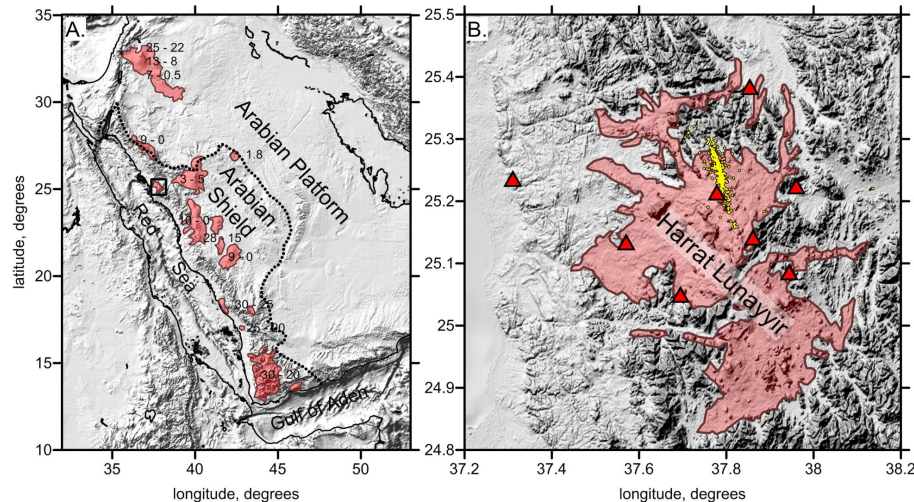 A.
25 - 22
13 - 8
7 - 0.5
9 - 0
1.8
Arabian Platform
Arabian
Shield
28 - 15
9 - 0
Red
Sea
30 - 20
Gulf of Aden
35
30
25
20
15
10
35 40 45 50
latitude, degrees
longitude, degrees
B.
Harrat Lunayyir
25.5
25.4
25.3
25.2
25.1
25
24.9
24.8
37.2 37.4 37.6 37.8 38 38.2
longitude, degrees